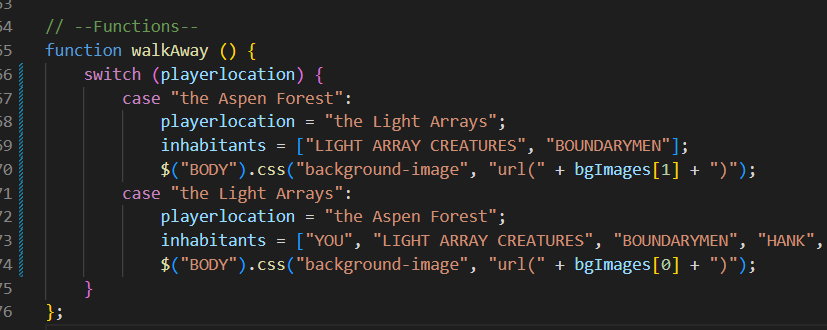 // --Functions--
function walkAway () {
switch (playerlocation) {
case "the Aspen Forest":
playerlocation = "the Light Arrays";
inhabitants = ["LIGHT ARRAY CREATURES", "BOUNDARYMEN"];
$("BODY").css("background-image", "url(" + bgImages[1] + ")");
case "the Light Arrays":
playerlocation = "the Aspen Forest";
inhabitants = ["YOU", "LIGHT ARRAY CREATURES", "BOUNDARYMEN", "HANK",
$("BODY").css("background-image", "url(" + bgImages[0] + ")");
}
};